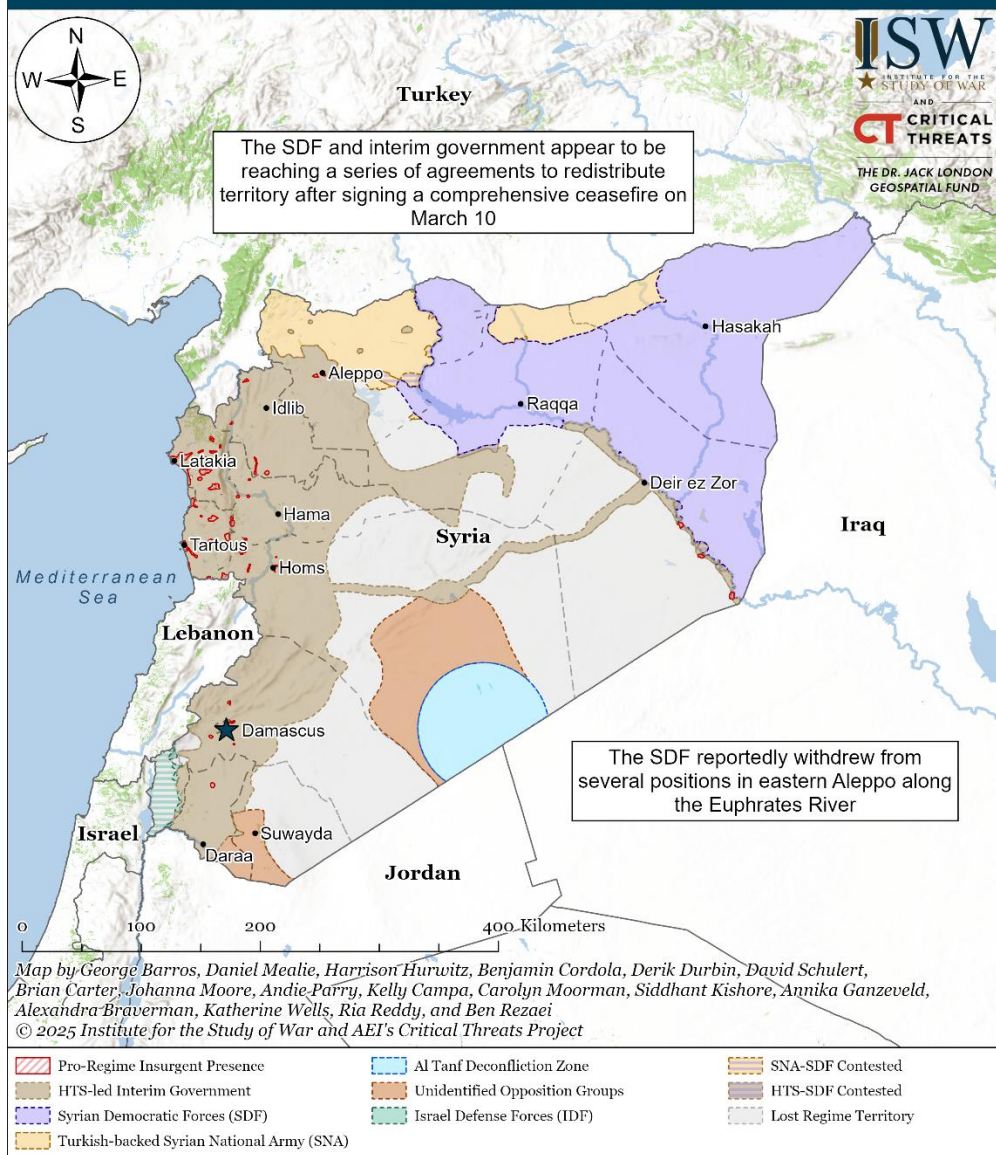 N
W
E
S
ISW
INSTITUTE FOR THE
STUDY OF WAR
AND
CT CRITICAL
THREATS
THE DR. JACK LONDON
GEOSPATIAL FUND
Turkey
The SDF and interim government appear to be
reaching a series of agreements to redistribute
territory after signing a comprehensive ceasefire on
March 10
Hasakah
Aleppo
Idlib
Raqqa
Latakia
Deir ez Zor
Hama
Syria
Iraq
Tartous
Homs
Mediterranean
Sea
Lebanon
Damascus
The SDF reportedly withdrew from
several positions in eastern Aleppo along
the Euphrates River
Israel
Suwayda
Daraa
Jordan
0 100 200 400 Kilometers
Map by George Barros, Daniel Mealie, Harrison Hurwitz, Benjamin Cordola, Derik Durbin, David Schulert,
Brian Carter, Johanna Moore, Andie Parry, Kelly Campa, Carolyn Moorman, Siddhant Kishore, Annika Ganzeveld,
Alexandra Braverman, Katherine Wells, Ria Reddy, and Ben Rezaei
© 2025 Institute for the Study of War and AEI's Critical Threats Project
Pro-Regime Insurgent Presence
HTS-led Interim Government
Syrian Democratic Forces (SDF)
Turkish-backed Syrian National Army (SNA)
Al Tanf Deconfliction Zone
Unidentified Opposition Groups
Israel Defense Forces (IDF)
SNA-SDF Contested
HTS-SDF Contested
Lost Regime Territory